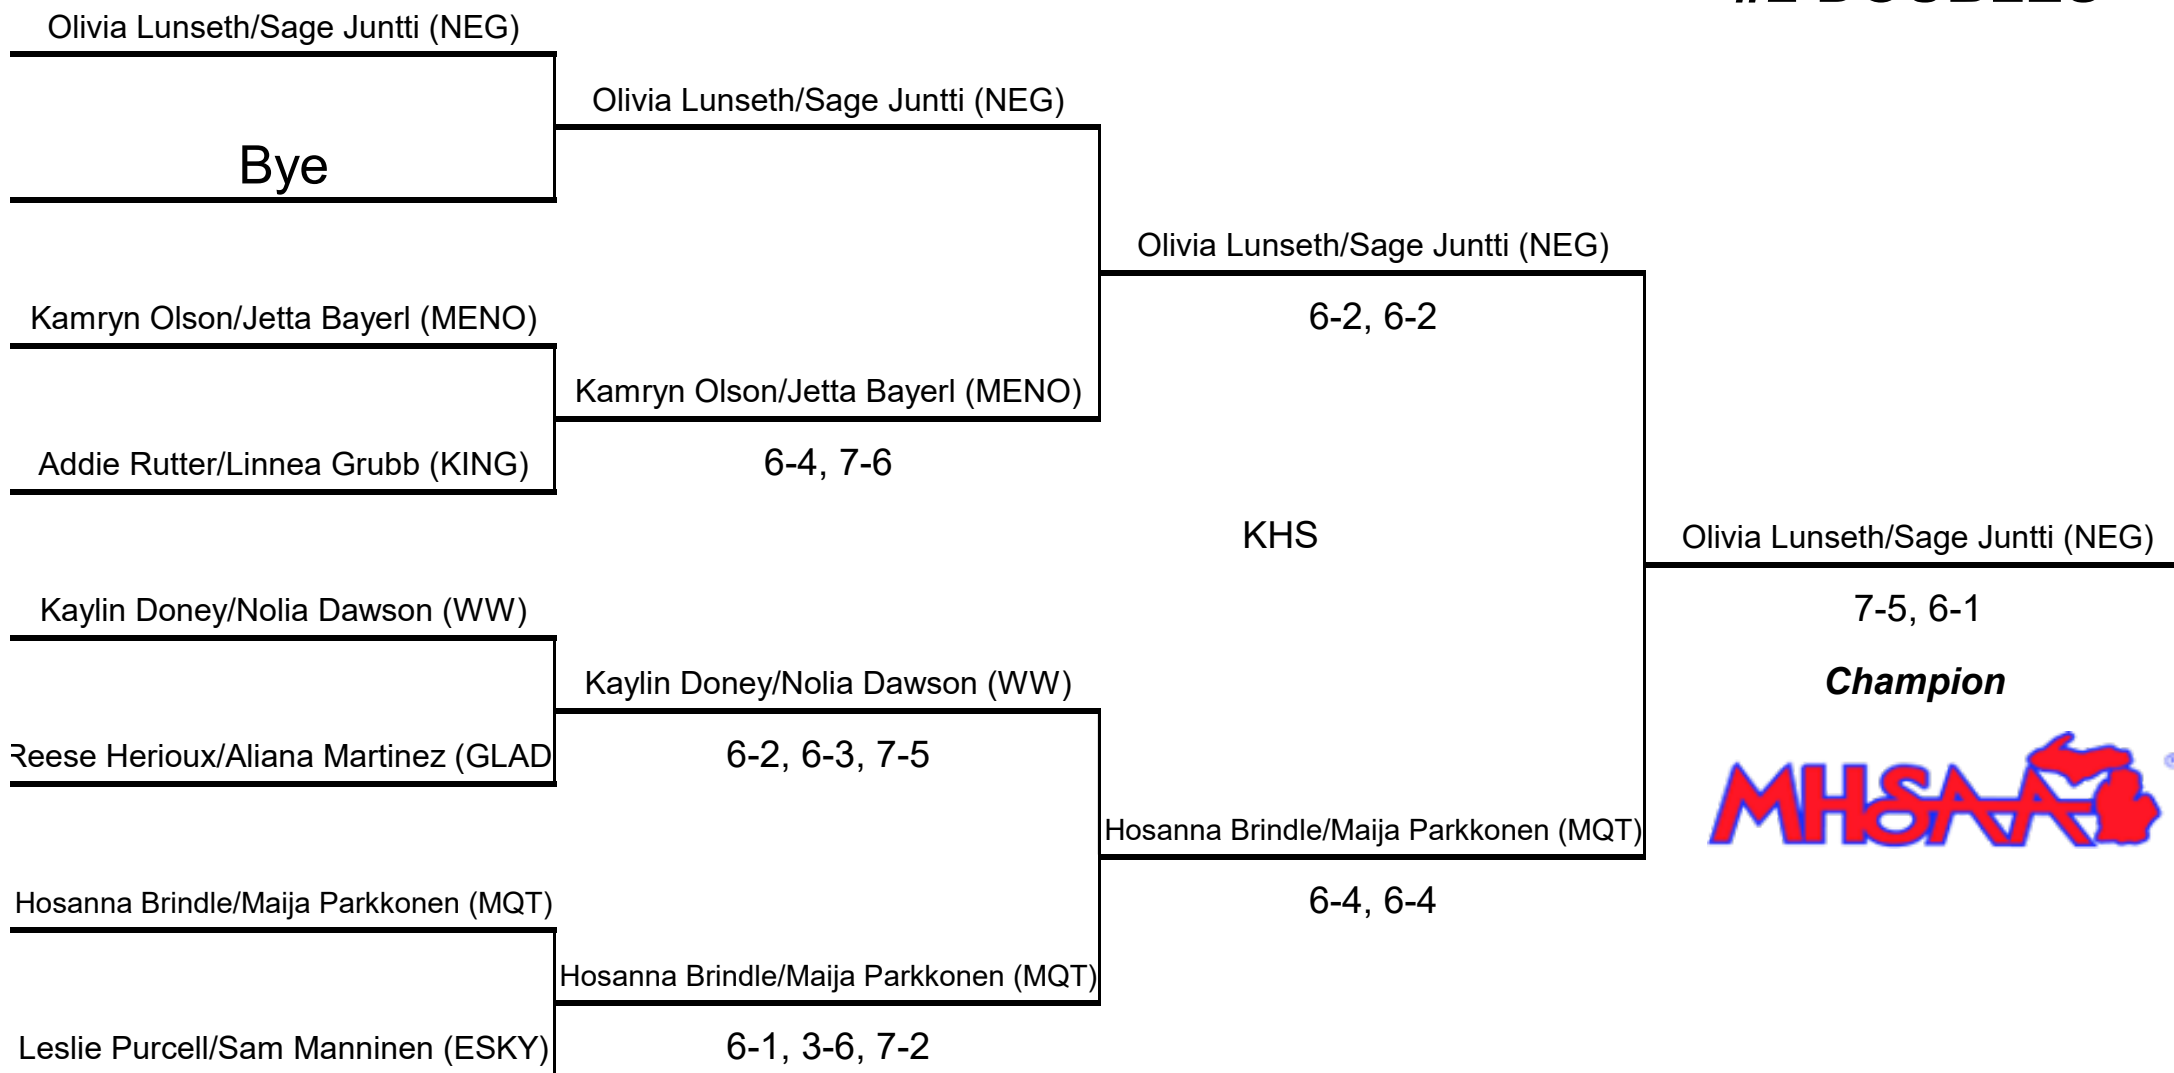 Olivia Lunseth/Sage Juntti (NEG)
Olivia Lunseth/Sage Juntti (NEG)
Bye
Olivia Lunseth/Sage Juntti (NEG)
6-2, 6-2
Kamryn Olson/Jetta Bayerl (MENO)
Kamryn Olson/Jetta Bayerl (MENO)
6-4, 7-6
Addie Rutter/Linnea Grubb (KING)
KHS
Olivia Lunseth/Sage Juntti (NEG)
7-5, 6-1
Champion
MHSAA
Kaylin Doney/Nolia Dawson (WW)
Kaylin Doney/Nolia Dawson (WW)
6-2, 6-3, 7-5
Reese Herioux/Aliana Martinez (GLAD
Hosanna Brindle/Maija Parkkonen (MQT)
6-4, 6-4
Hosanna Brindle/Maija Parkkonen (MQT)
Hosanna Brindle/Maija Parkkonen (MQT)
6-1, 3-6, 7-2
Leslie Purcell/Sam Manninen (ESKY)